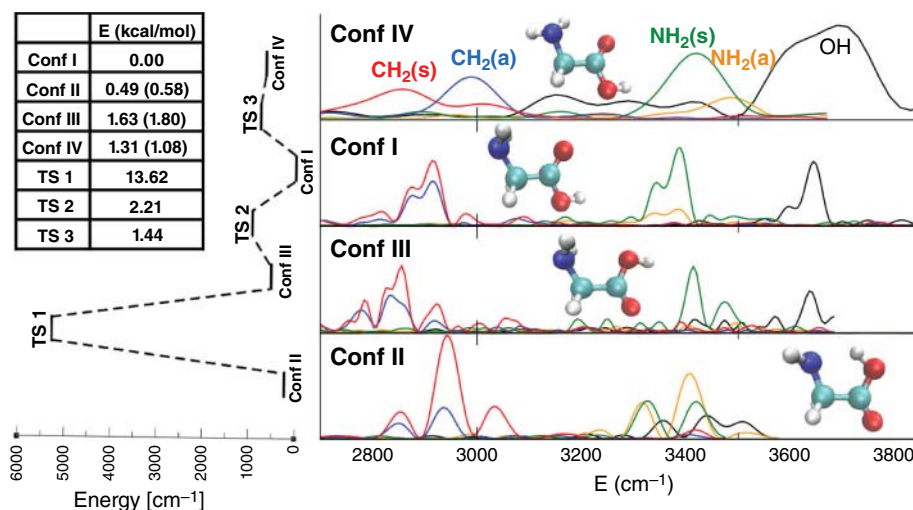 E (kcal/mol)
Conf I 0.00
Conf II 0.49 (0.58)
Conf III 1.63 (1.80)
Conf IV 1.31 (1.08)
TS 1 13.62
TS 2 2.21
TS 3 1.44
Conf IV
TS 3
Conf I
TS 2
Conf III
TS 1
Conf II
6000 5000 4000 3000 2000 1000 0
Energy [cm⁻¹]
Conf IV
CH₂(s) CH₂(a) NH₂(s) NH₂(a) OH
Conf I
Conf III
Conf II
2800 3000 3200 3400 3600 3800
E (cm⁻¹)